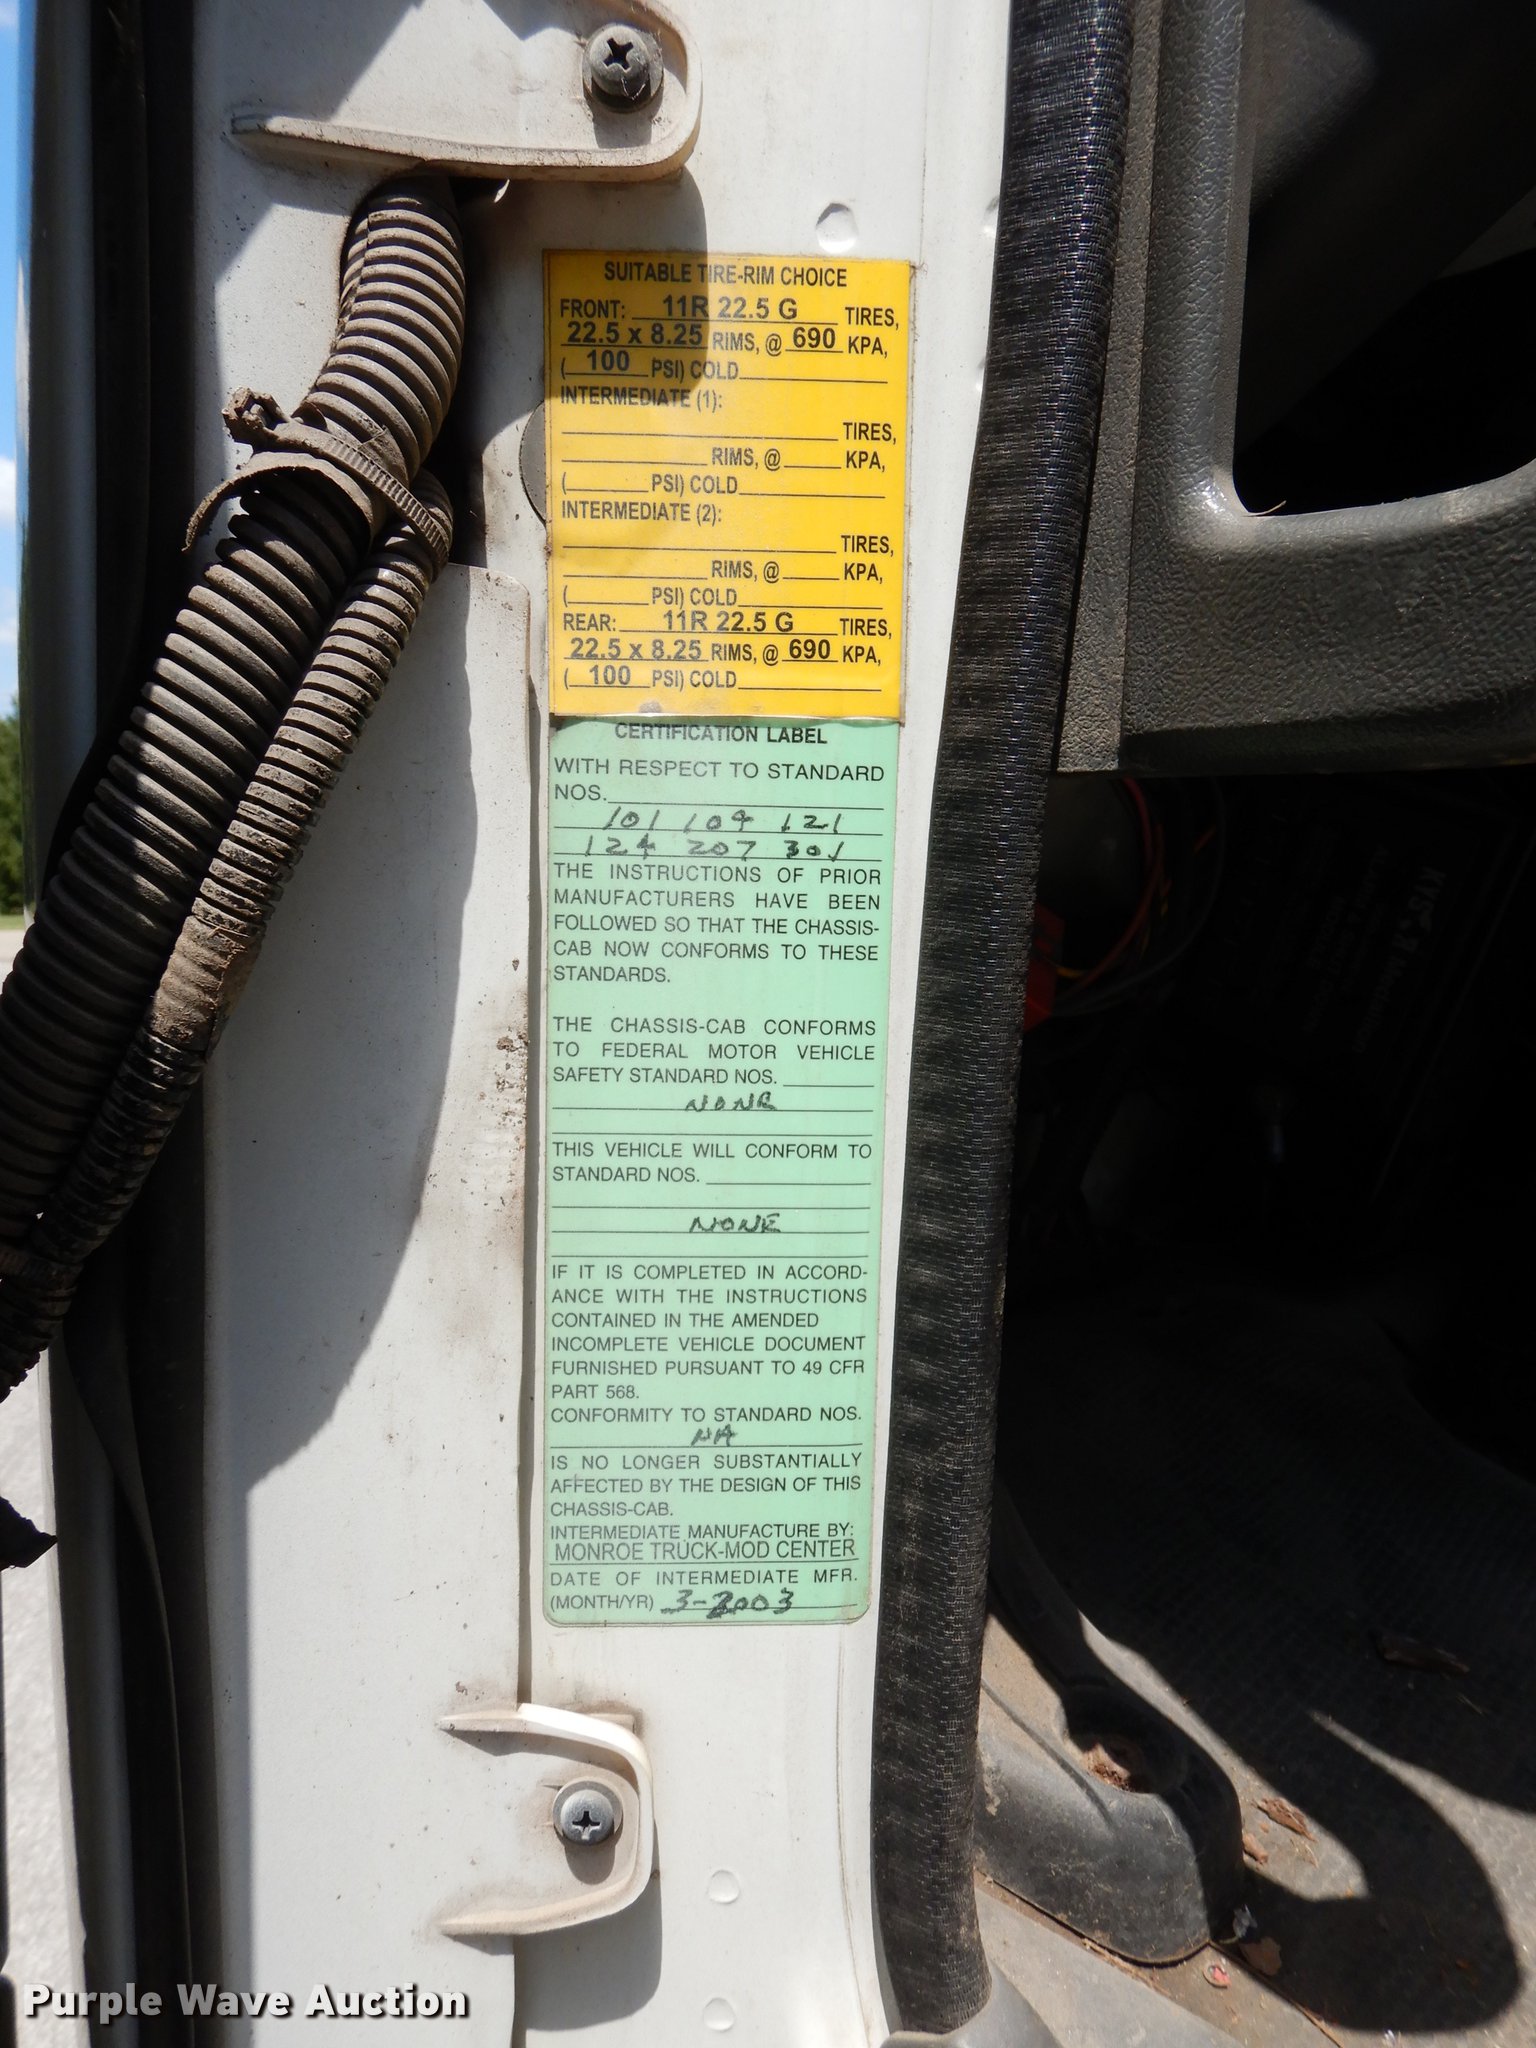 SUITABLE TIRE-RIM CHOICE
FRONT: 11R 22.5 G TIRES,
22.5 x 8.25 RIMS, @ 690 KPA,
( 100 PSI) COLD
INTERMEDIATE (1):
TIRES,
RIMS, @ KPA,
( PSI) COLD
INTERMEDIATE (2):
TIRES,
RIMS, @ KPA,
( PSI) COLD
REAR: 11R 22.5 G TIRES,
22.5 x 8.25 RIMS, @ 690 KPA,
( 100 PSI) COLD
CERTIFICATION LABEL
WITH RESPECT TO STANDARD
NOS.
101 104 121
124 207 301
THE INSTRUCTIONS OF PRIOR
MANUFACTURERS HAVE BEEN
FOLLOWED SO THAT THE CHASSIS-
CAB NOW CONFORMS TO THESE
STANDARDS.
THE CHASSIS-CAB CONFORMS
TO FEDERAL MOTOR VEHICLE
SAFETY STANDARD NOS.
NONE
THIS VEHICLE WILL CONFORM TO
STANDARD NOS.
NONE
IF IT IS COMPLETED IN ACCORD-
ANCE WITH THE INSTRUCTIONS
CONTAINED IN THE AMENDED
INCOMPLETE VEHICLE DOCUMENT
FURNISHED PURSUANT TO 49 CFR
PART 568.
CONFORMITY TO STANDARD NOS.
NA
IS NO LONGER SUBSTANTIALLY
AFFECTED BY THE DESIGN OF THIS
CHASSIS-CAB.
INTERMEDIATE MANUFACTURE BY:
MONROE TRUCK-MOD CENTER
DATE OF INTERMEDIATE MFR.
(MONTH/YR) 3-2003
Purple Wave Auction